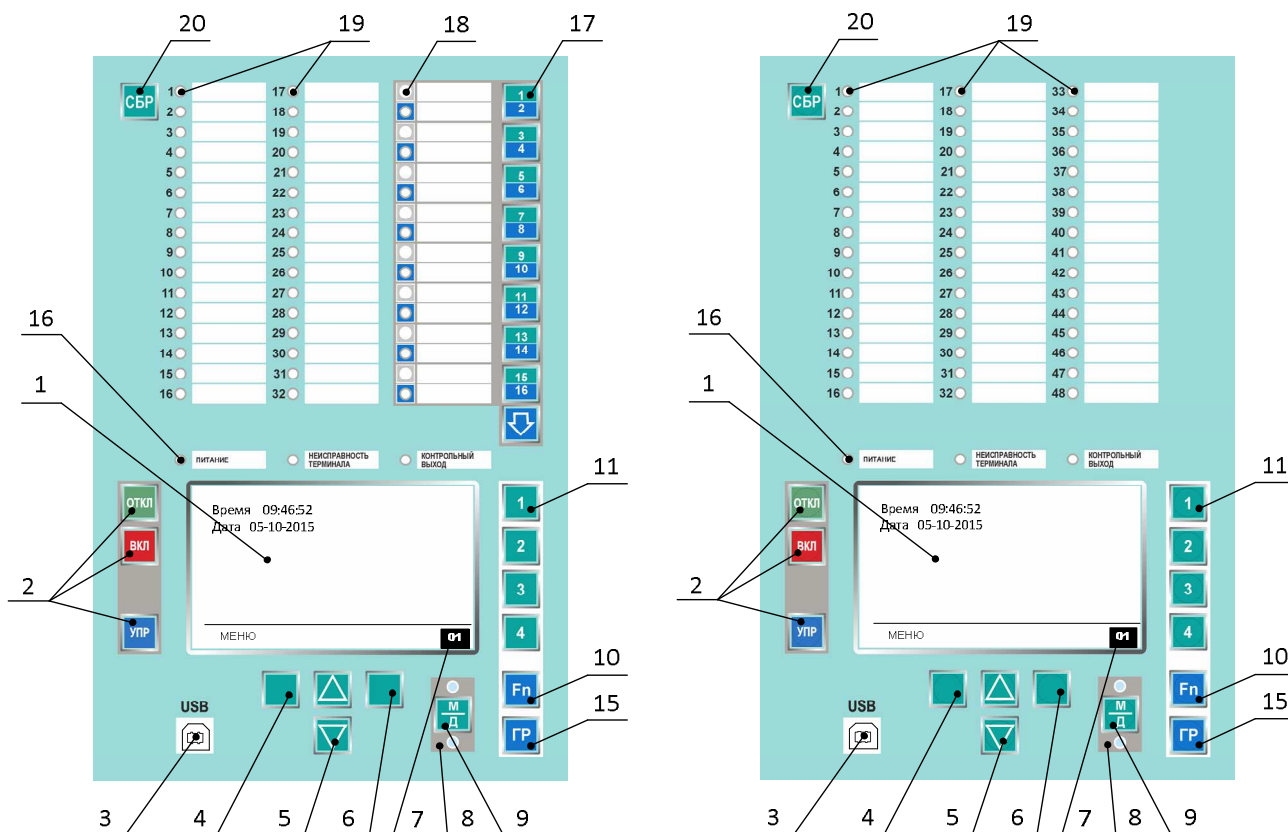 20 19 18 17 20 19
СБР 1 17 1 2 СБР 1 17 33
2 18 2 18 34
3 19 3 4 3 19 35
4 20 4 20 36
5 21 5 6 5 21 37
6 22 6 22 38
7 23 7 8 7 23 39
8 24 8 24 40
9 25 9 10 9 25 41
10 26 10 26 42
11 27 11 12 11 27 43
12 28 12 28 44
13 29 13 14 13 29 45
14 30 14 30 46
15 31 15 16 15 31 47
16 32 16 32 48
16 16
1 1
ПИТАНИЕ НЕИСПРАВНОСТЬ КОНТРОЛЬНЫЙ ПИТАНИЕ НЕИСПРАВНОСТЬ КОНТРОЛЬНЫЙ
ТЕРМИНАЛА ВЫХОД ТЕРМИНАЛА ВЫХОД
11 11
ОТКЛ Время 09:46:52 1 ОТКЛ Время 09:46:52 1
Дата 05-10-2015 Дата 05-10-2015
ВКЛ 2 ВКЛ 2
2 3 2 3
УПР МЕНЮ 01 4 УПР МЕНЮ 01 4
10 10
Fn Fn
USB М Д 15 USB М Д 15
ГР ГР
3 4 5 6 7 8 9 3 4 5 6 7 8 9